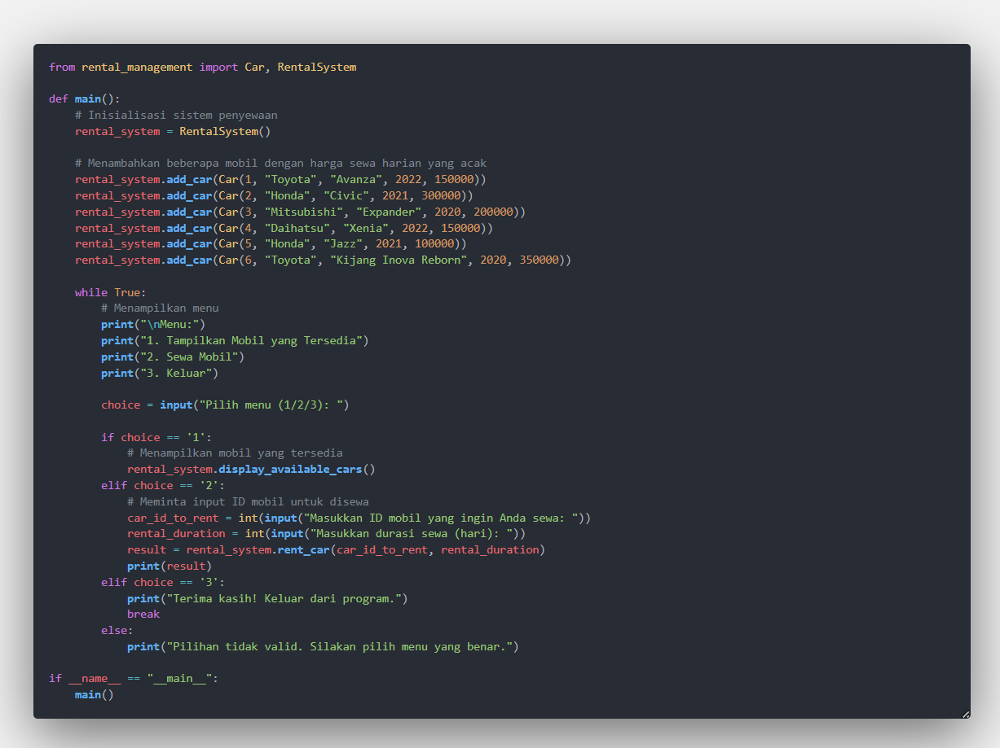 from rental_management import Car, RentalSystem

def main():
    # Inisialisasi sistem penyewaan
    rental_system = RentalSystem()

    # Menambahkan beberapa mobil dengan harga sewa harian yang acak
    rental_system.add_car(Car(1, "Toyota", "Avanza", 2022, 150000))
    rental_system.add_car(Car(2, "Honda", "Civic", 2021, 300000))
    rental_system.add_car(Car(3, "Mitsubishi", "Expander", 2020, 200000))
    rental_system.add_car(Car(4, "Daihatsu", "Xenia", 2022, 150000))
    rental_system.add_car(Car(5, "Honda", "Jazz", 2021, 100000))
    rental_system.add_car(Car(6, "Toyota", "Kijang Inova Reborn", 2020, 350000))

    while True:
        # Menampilkan menu
        print("\nMenu:")
        print("1. Tampilkan Mobil yang Tersedia")
        print("2. Sewa Mobil")
        print("3. Keluar")

        choice = input("Pilih menu (1/2/3): ")

        if choice == '1':
            # Menampilkan mobil yang tersedia
            rental_system.display_available_cars()
        elif choice == '2':
            # Meminta input ID mobil untuk disewa
            car_id_to_rent = int(input("Masukkan ID mobil yang ingin Anda sewa: "))
            rental_duration = int(input("Masukkan durasi sewa (hari): "))
            result = rental_system.rent_car(car_id_to_rent, rental_duration)
            print(result)
        elif choice == '3':
            print("Terima kasih! Keluar dari program.")
            break
        else:
            print("Pilihan tidak valid. Silakan pilih menu yang benar.")

if __name__ == "__main__":
    main()